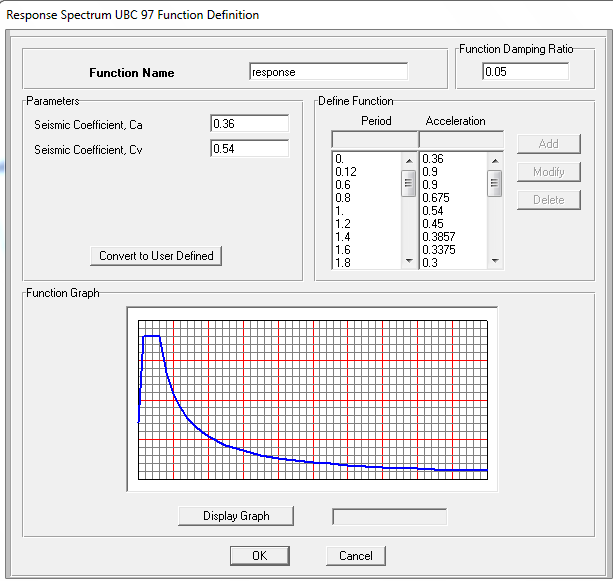 Response Spectrum UBC 97 Function Definition
Function Name
response
Function Damping Ratio
0.05
Parameters
Seismic Coefficient, Ca
0.36
Seismic Coefficient, Cv
0.54
Convert to User Defined
Define Function
Period Acceleration
0. 0.36
0.12 0.9
0.6 0.9
0.8 0.675
1. 0.54
1.2 0.45
1.4 0.3857
1.6 0.3375
1.8 0.3
Add
Modify
Delete
Function Graph
Display Graph
OK
Cancel